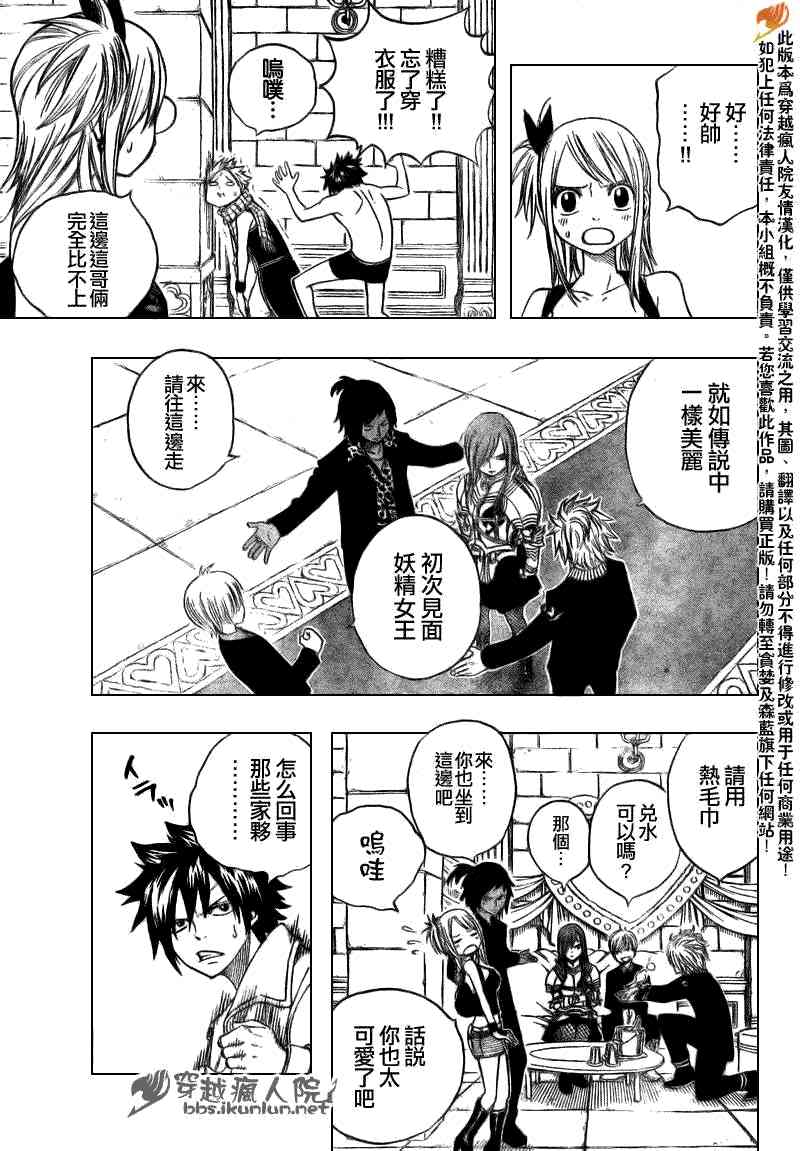 好……
好帥
……!!
糟糕了!!
忘了穿
衣服了!!!
嗚噗…
這邊這哥倆
完全比不上
就如傳説中
一樣美麗
來……
請往這邊走
初次見面
妖精女王
請用
熱毛巾
兑水
可以嗎?
那個…
來……
你也坐到
這邊吧
嗚哇
話説
你也太
可愛了吧
怎么回事
那些家夥
…………
此版本爲穿越瘋人院友情漢化，僅供學習交流之用，其圖、翻譯以及任何部分不得進行修改或用于任何商業用途！
如犯上任何法律責任，本小組概不負責。若您喜歡此作品，請購買正版！請勿轉至貪婪及森藍旗下任何網站！
穿越瘋人院
bbs.ikunlun.net